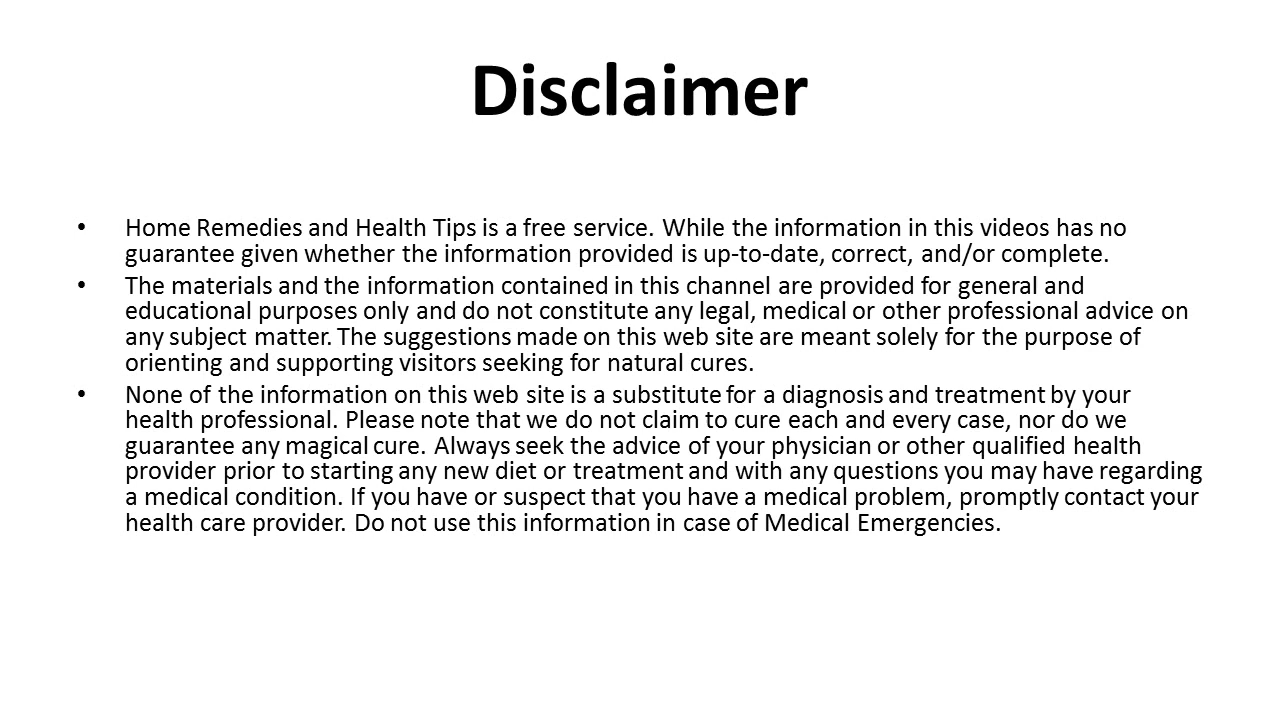 Disclaimer
• Home Remedies and Health Tips is a free service. While the information in this videos has no
guarantee given whether the information provided is up-to-date, correct, and/or complete.
• The materials and the information contained in this channel are provided for general and
educational purposes only and do not constitute any legal, medical or other professional advice on
any subject matter. The suggestions made on this web site are meant solely for the purpose of
orienting and supporting visitors seeking for natural cures.
• None of the information on this web site is a substitute for a diagnosis and treatment by your
health professional. Please note that we do not claim to cure each and every case, nor do we
guarantee any magical cure. Always seek the advice of your physician or other qualified health
provider prior to starting any new diet or treatment and with any questions you may have regarding
a medical condition. If you have or suspect that you have a medical problem, promptly contact your
health care provider. Do not use this information in case of Medical Emergencies.